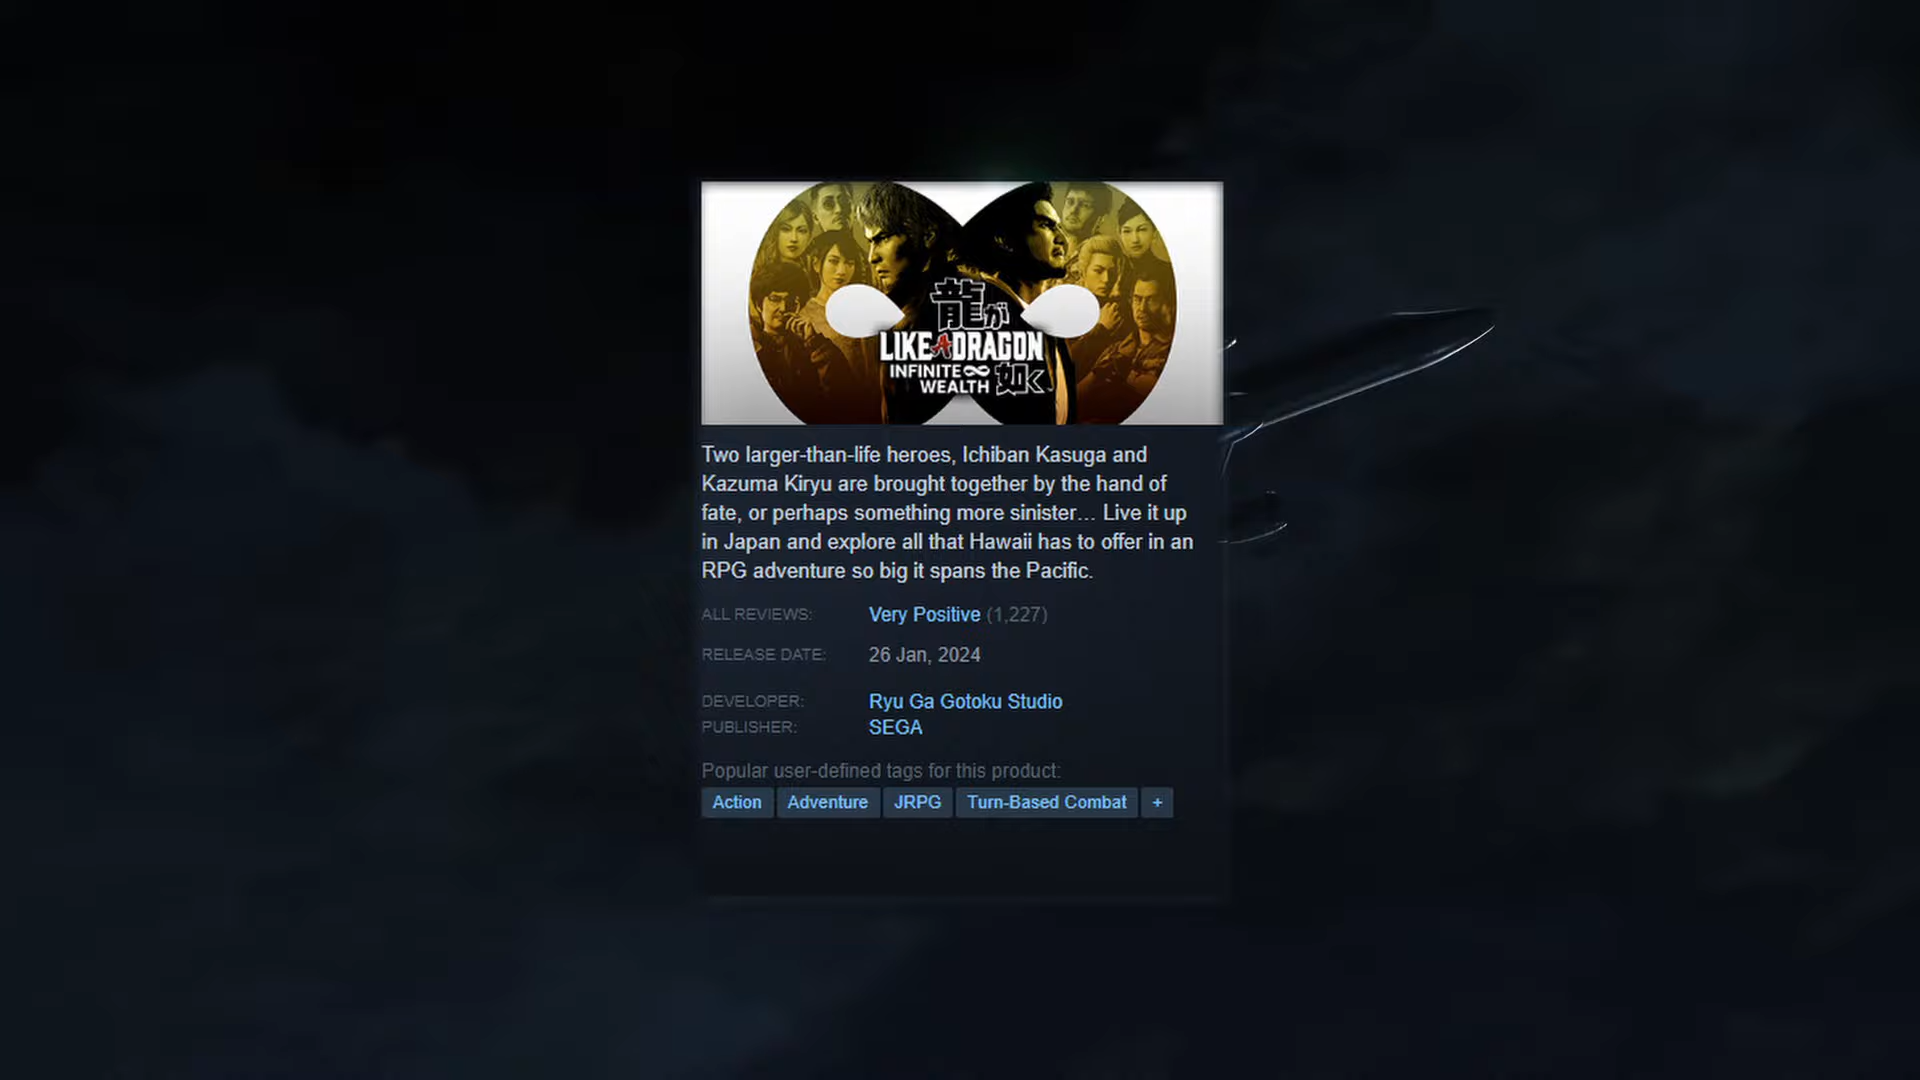 龍が
LIKE A DRAGON
INFINITE ∞
WEALTH 如く
Two larger-than-life heroes, Ichiban Kasuga and
Kazuma Kiryu are brought together by the hand of
fate, or perhaps something more sinister... Live it up
in Japan and explore all that Hawaii has to offer in an
RPG adventure so big it spans the Pacific.
ALL REVIEWS: Very Positive (1,227)
RELEASE DATE: 26 Jan, 2024
DEVELOPER: Ryu Ga Gotoku Studio
PUBLISHER: SEGA
Popular user-defined tags for this product:
Action Adventure JRPG Turn-Based Combat +